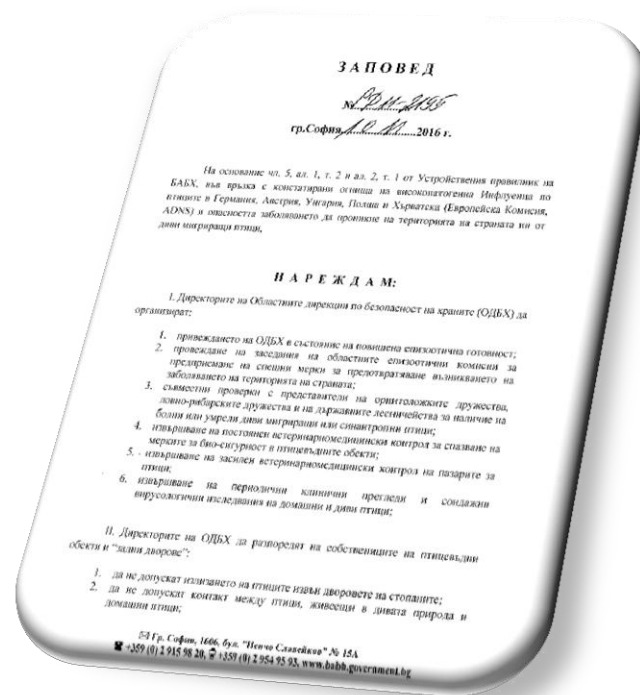 ЗАПОВЕД
№ РД 11-2195
гр.София, 10.11. 2016 г.
На основание чл. 5, ал. 1, т. 2 и ал. 2, т. 1 от Устройствения правилник на
БАБХ, във връзка с констатирани огнища на високопатогенна Инфлуенца по
птиците в Германия, Австрия, Унгария, Полша и Хърватска (Европейска Комисия,
ADNS) и опасността заболяването да проникне на територията на страната ни от
диви мигриращи птици,
НАРЕЖДАМ:
I. Директорите на Областните дирекции по безопасност на храните (ОДБХ) да
организират:
1. привеждането на ОДБХ в състояние на повишена епизоотична готовност;
2. провеждане на заседания на областните епизоотични комисии за
предприемане на спешни мерки за предотвратяване възникването на
заболяването на територията на страната;
3. съвместни проверки с представители на орнитоложките дружества,
ловно-рибарските дружества и на държавните лесничейства за наличие на
болни или умрели диви мигриращи или синантропни птици;
4. извършване на постоянен ветеринарномедицински контрол за спазване на
мерките за био-сигурност в птицевъдните обекти;
5. - извършване на засилен ветеринарномедицински контрол на пазарите за
птици;
6. извършване на периодични клинични прегледи и сондажни
вирусологични изследвания на домашни и диви птици;
II. Директорите на ОДБХ да разпоредят на собствениците на птицевъдни
обекти и "задни дворове":
1. да не допускат излизането на птиците извън дворовете на стопаните;
2. да не допускат контакт между птици, живеещи в дивата природа и
домашни птици;
Гр. София, 1606, бул. "Пенчо Славейков" № 15А
+359 (0) 2 915 98 20, +359 (0) 2 954 95 93, www.babh.government.bg